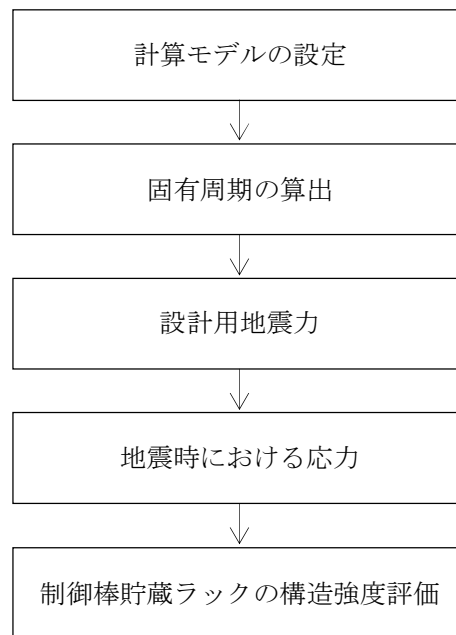 計算モデルの設定
固有周期の算出
設計用地震力
地震時における応力
制御棒貯蔵ラックの構造強度評価